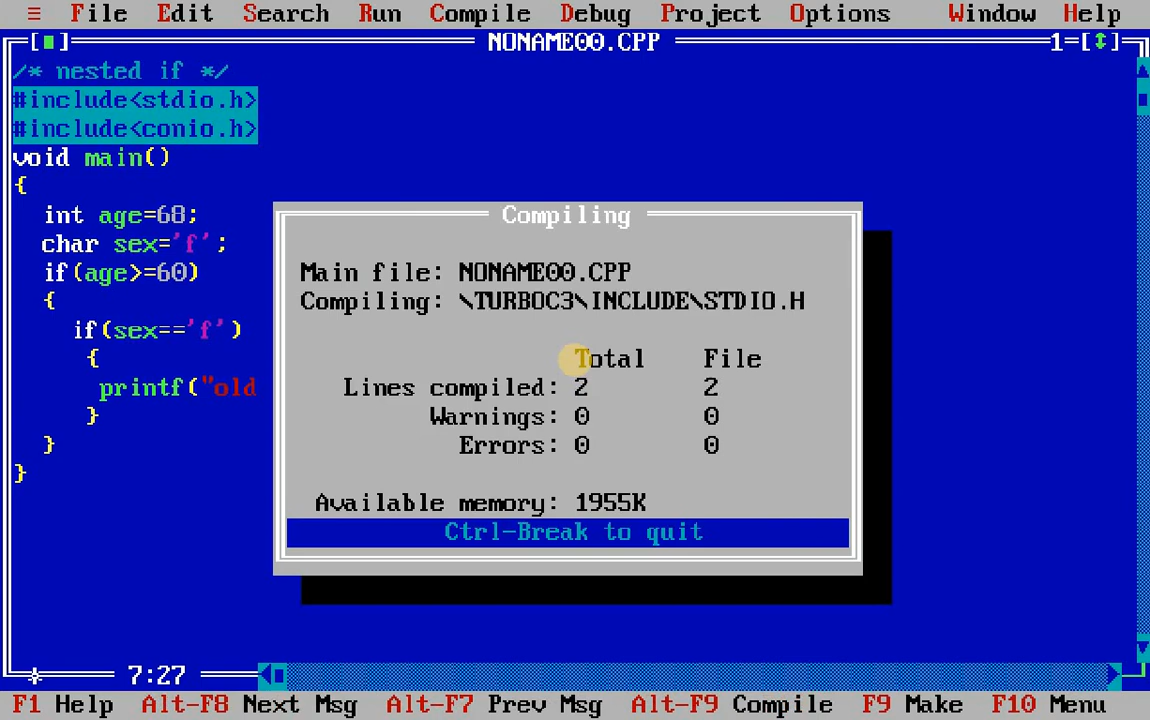 ≡ File Edit Search Run Compile Debug Project Options Window Help
[■] NONAME00.CPP 1=[↕]
/* nested if */
#include<stdio.h>
#include<conio.h>
void main()
{
int age=68;
char sex='f';
if(age>=60)
{
if(sex=='f')
{
printf("old
}
}
}
Compiling
Main file: NONAME00.CPP
Compiling: \TURBOC3\INCLUDE\STDIO.H
Total File
Lines compiled: 2 2
Warnings: 0 0
Errors: 0 0
Available memory: 1955K
Ctrl-Break to quit
7:27
F1 Help Alt-F8 Next Msg Alt-F7 Prev Msg Alt-F9 Compile F9 Make F10 Menu